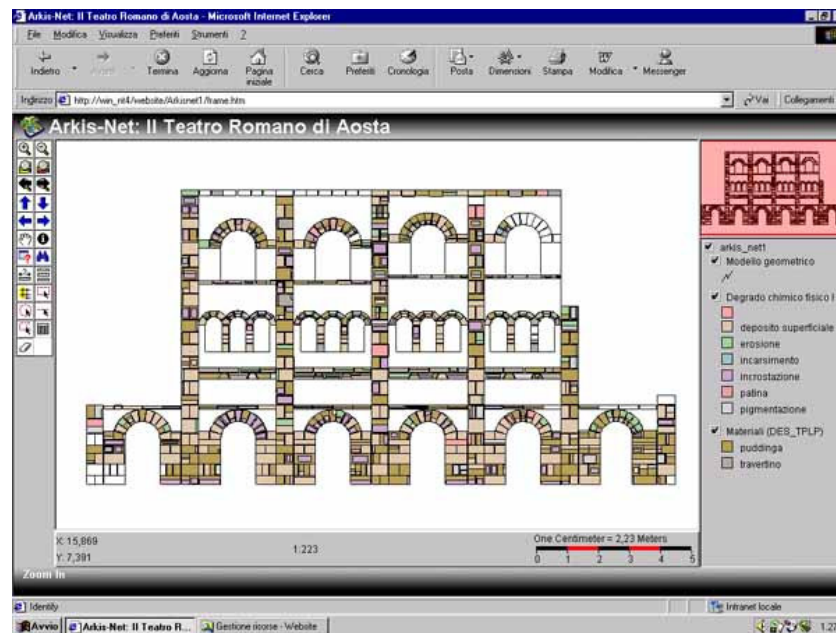 Arkis-Net: Il Teatro Romano di Aosta - Microsoft Internet Explorer
File Modifica Visualizza Preferiti Strumenti ?
Indietro Avanti Termina Aggiorna Pagina iniziale Cerca Preferiti Cronologia Posta Dimensioni Stampa Modifica Messenger
Indirizzo http://win_nt4/website/Arkisnet1/frame.htm Vai Collegamenti
Arkis-Net: Il Teatro Romano di Aosta
arkis_net1
Modello geometrico
Degrado chimico fisico
deposito superficiale
erosione
incarsimento
incrostazione
patina
pigmentazione
Materiali (DES_TPLP)
puddinga
travertino
X: 15,869
Y: 7,391
1:223
One Centimeter = 2,23 Meters
0 1 2 3 4 5
Zoom In
Identify Intranet locale
Avvio Arkis-Net: Il Teatro R... Gestione risorse - Website